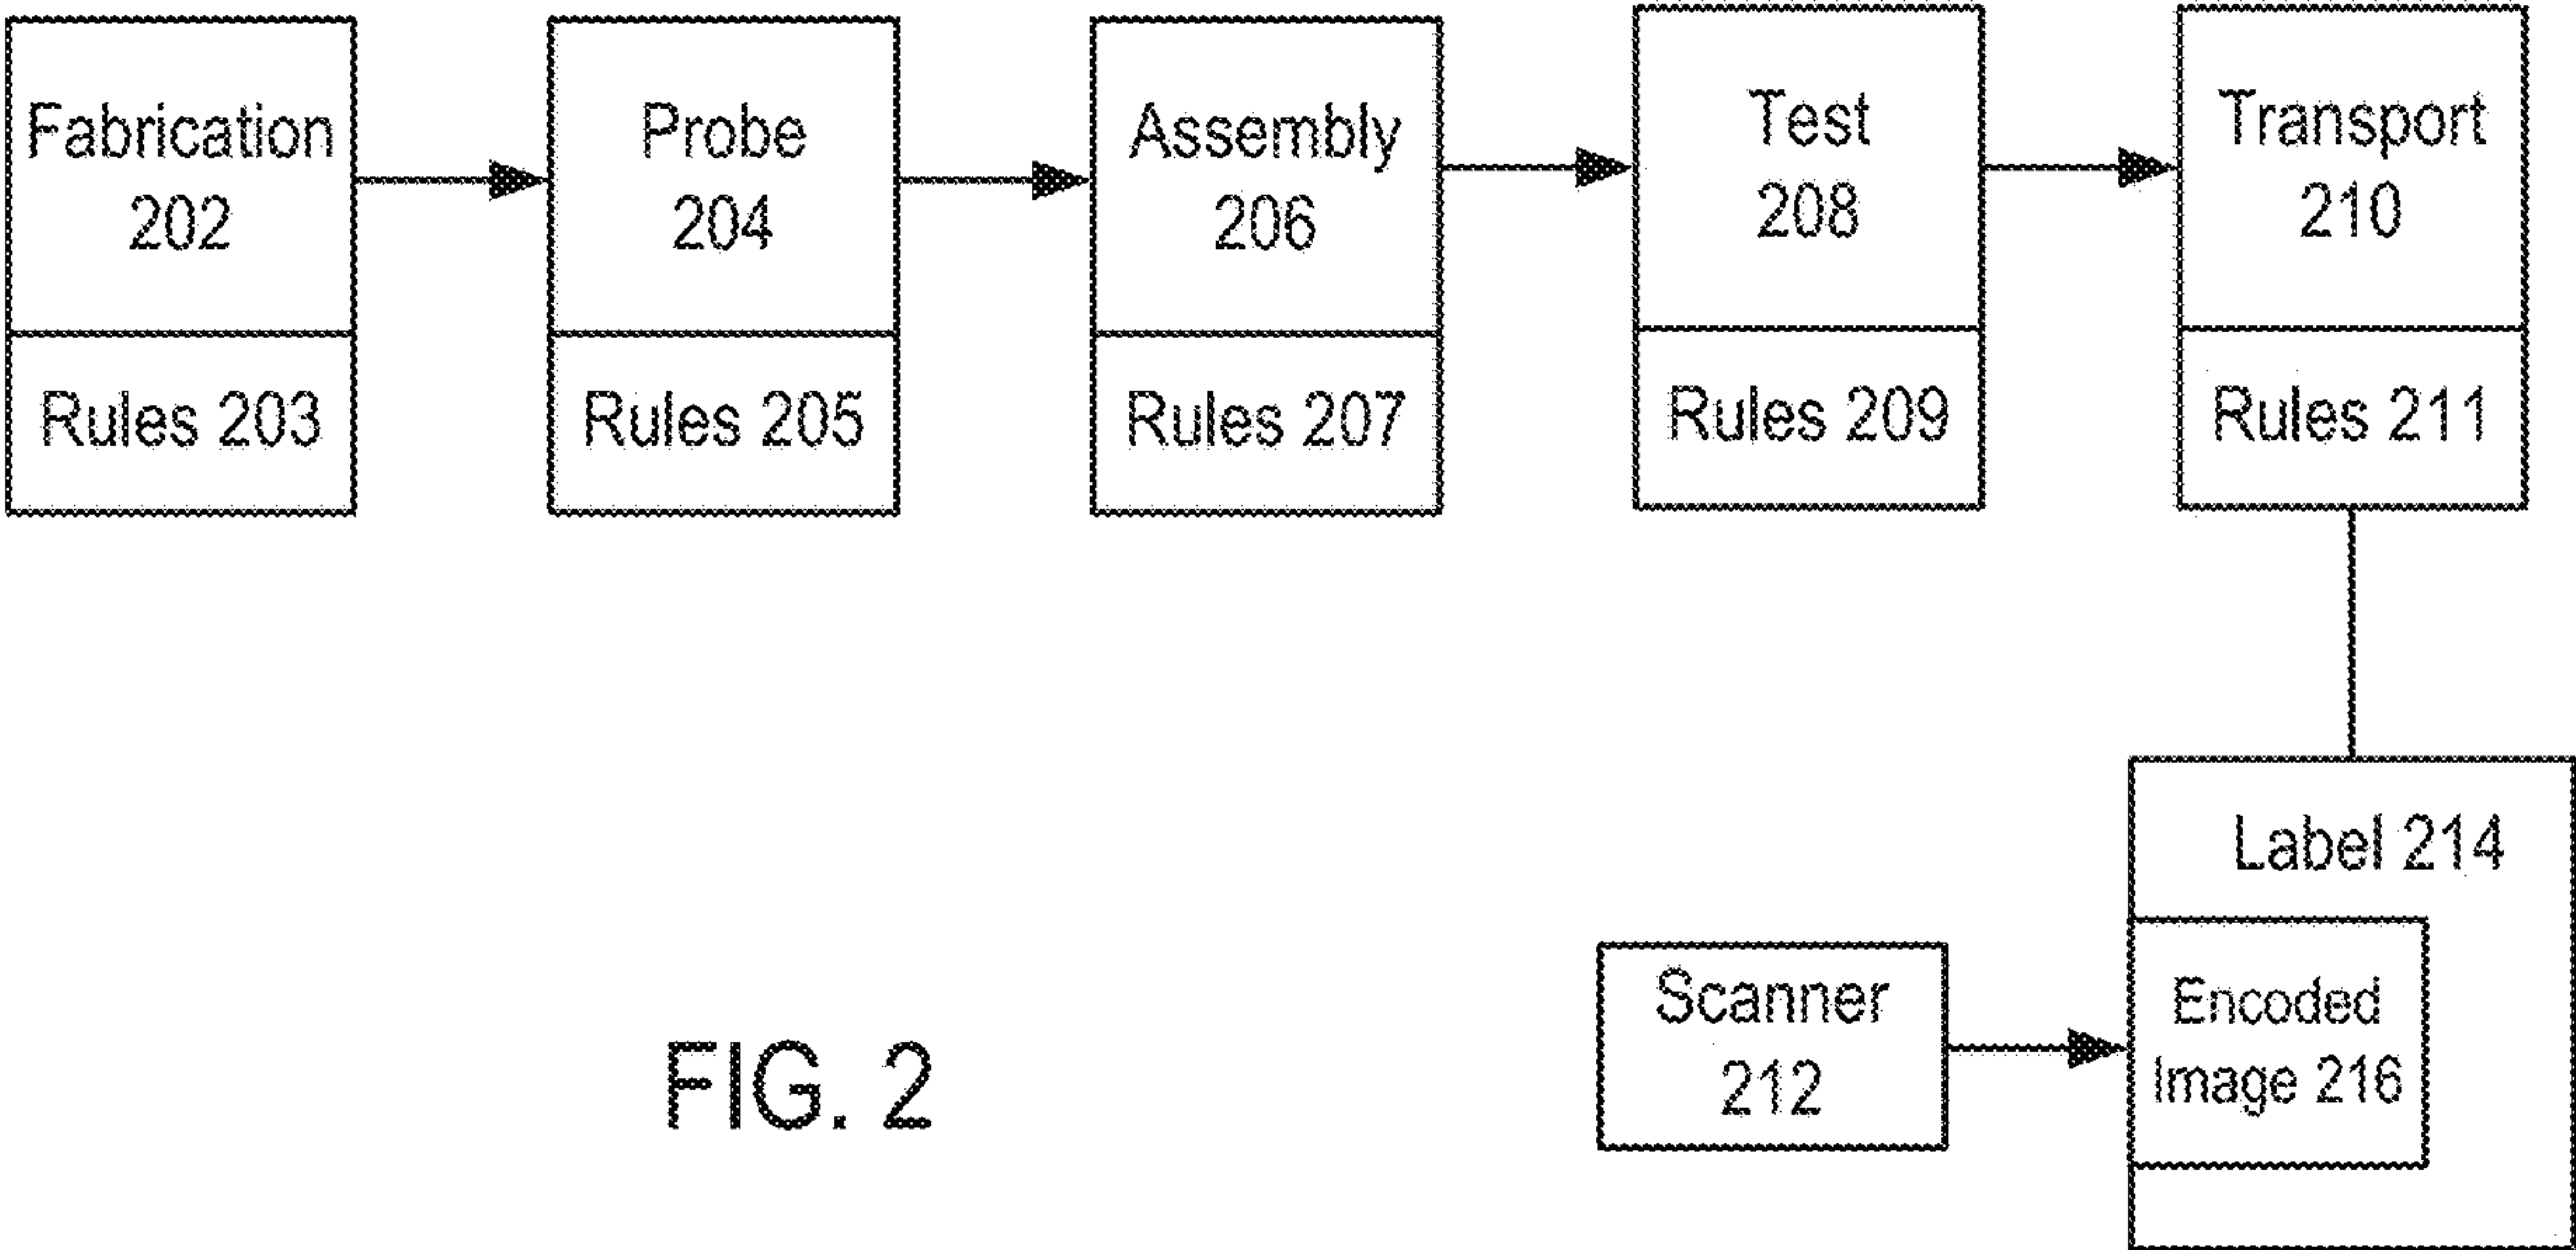 Fabrication
202
Rules 203
Probe
204
Rules 205
Assembly
206
Rules 207
Test
208
Rules 209
Transport
210
Rules 211
Label 214
Scanner
212
Encoded
Image 216
FIG. 2